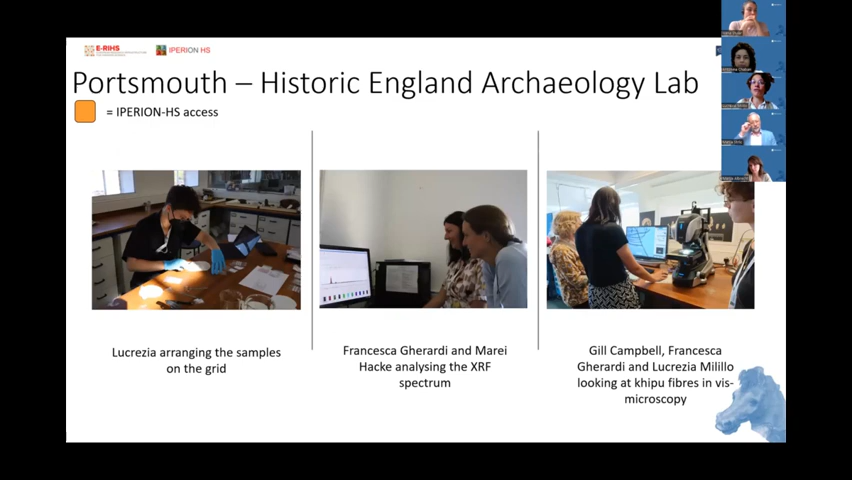 E-RIHS
IPERION HS
Portsmouth – Historic England Archaeology Lab
= IPERION-HS access
Lucrezia arranging the samples
on the grid
Francesca Gherardi and Marei
Hacke analysing the XRF
spectrum
Gill Campbell, Francesca
Gherardi and Lucrezia Milillo
looking at khipu fibres in vis-
microscopy